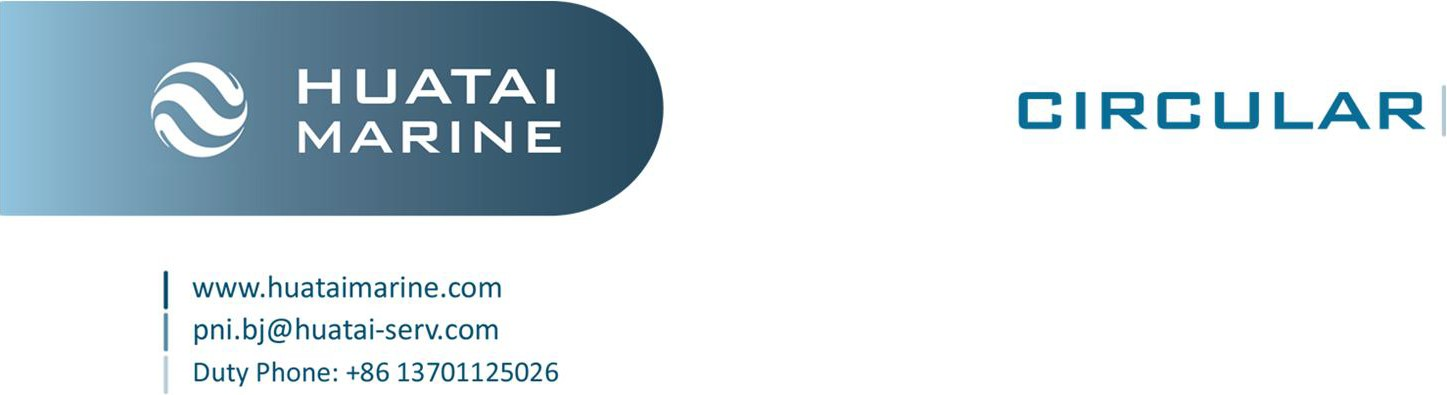 HUATAI
MARINE
CIRCULAR
www.huataimarine.com
pni.bj@huatai-serv.com
Duty Phone: +86 13701125026